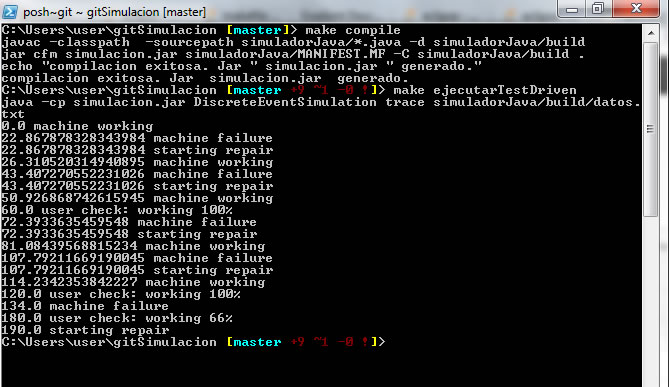 posh~git ~ gitSimulacion [master]
C:\Users\user\gitSimulacion [master]> make compile
javac -classpath  -sourcepath simuladorJava/*.java -d simuladorJava/build
jar cfm simulacion.jar simuladorJava/MANIFEST.MF -C simuladorJava/build .
echo "compilacion exitosa. Jar " simulacion.jar " generado."
compilacion exitosa. Jar  simulacion.jar  generado.
C:\Users\user\gitSimulacion [master +9 ~1 -0 !]> make ejecutarTestDriven
java -cp simulacion.jar DiscreteEventSimulation trace simuladorJava/build/datos.
txt
0.0 machine working
22.867878328343984 machine failure
22.867878328343984 starting repair
26.310520314940895 machine working
43.407270552231026 machine failure
43.407270552231026 starting repair
50.926868742615945 machine working
60.0 user check: working 100%
72.3933635459548 machine failure
72.3933635459548 starting repair
81.08439568815234 machine working
107.79211669190045 machine failure
107.79211669190045 starting repair
114.2342353842227 machine working
120.0 user check: working 100%
134.0 machine failure
180.0 user check: working 66%
190.0 starting repair
C:\Users\user\gitSimulacion [master +9 ~1 -0 !]>